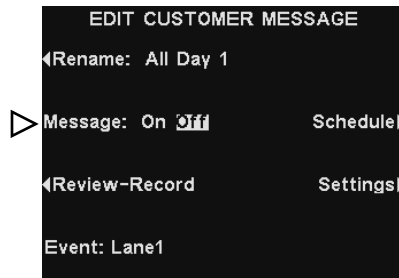 EDIT CUSTOMER MESSAGE
Rename: All Day 1
Message: On Off Schedule
Review-Record Settings
Event: Lane1